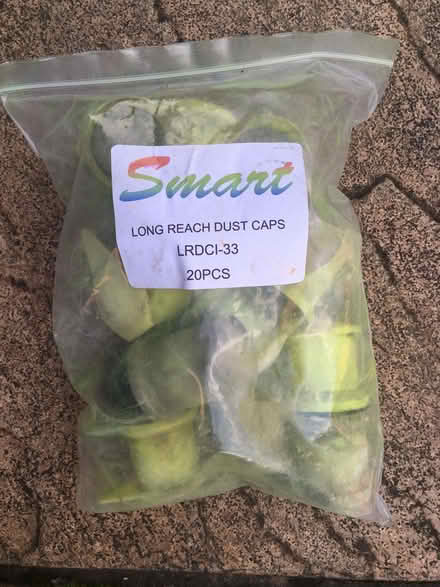 Smart
LONG REACH DUST CAPS
LRDCI-33
20PCS